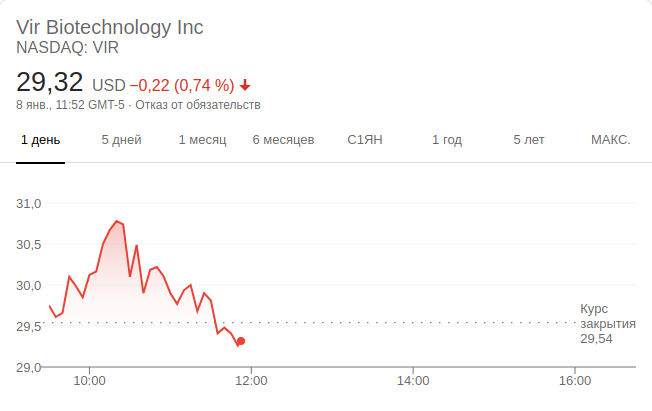 Vir Biotechnology Inc
NASDAQ: VIR
29,32 USD −0,22 (0,74 %)
8 янв., 11:52 GMT-5 · Отказ от обязательств
1 день 5 дней 1 месяц 6 месяцев С1ЯН 1 год 5 лет МАКС.
31,0
30,5
30,0
29,5
29,0
Курс
закрытия
29,54
10:00 12:00 14:00 16:00